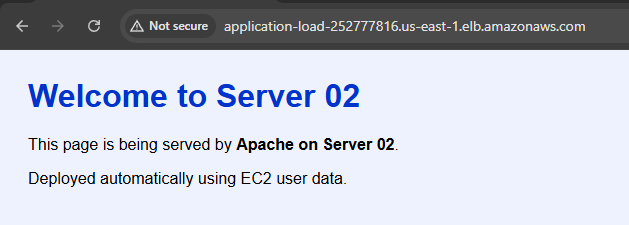 Not secure application-load-252777816.us-east-1.elb.amazonaws.com
Welcome to Server 02
This page is being served by Apache on Server 02.
Deployed automatically using EC2 user data.